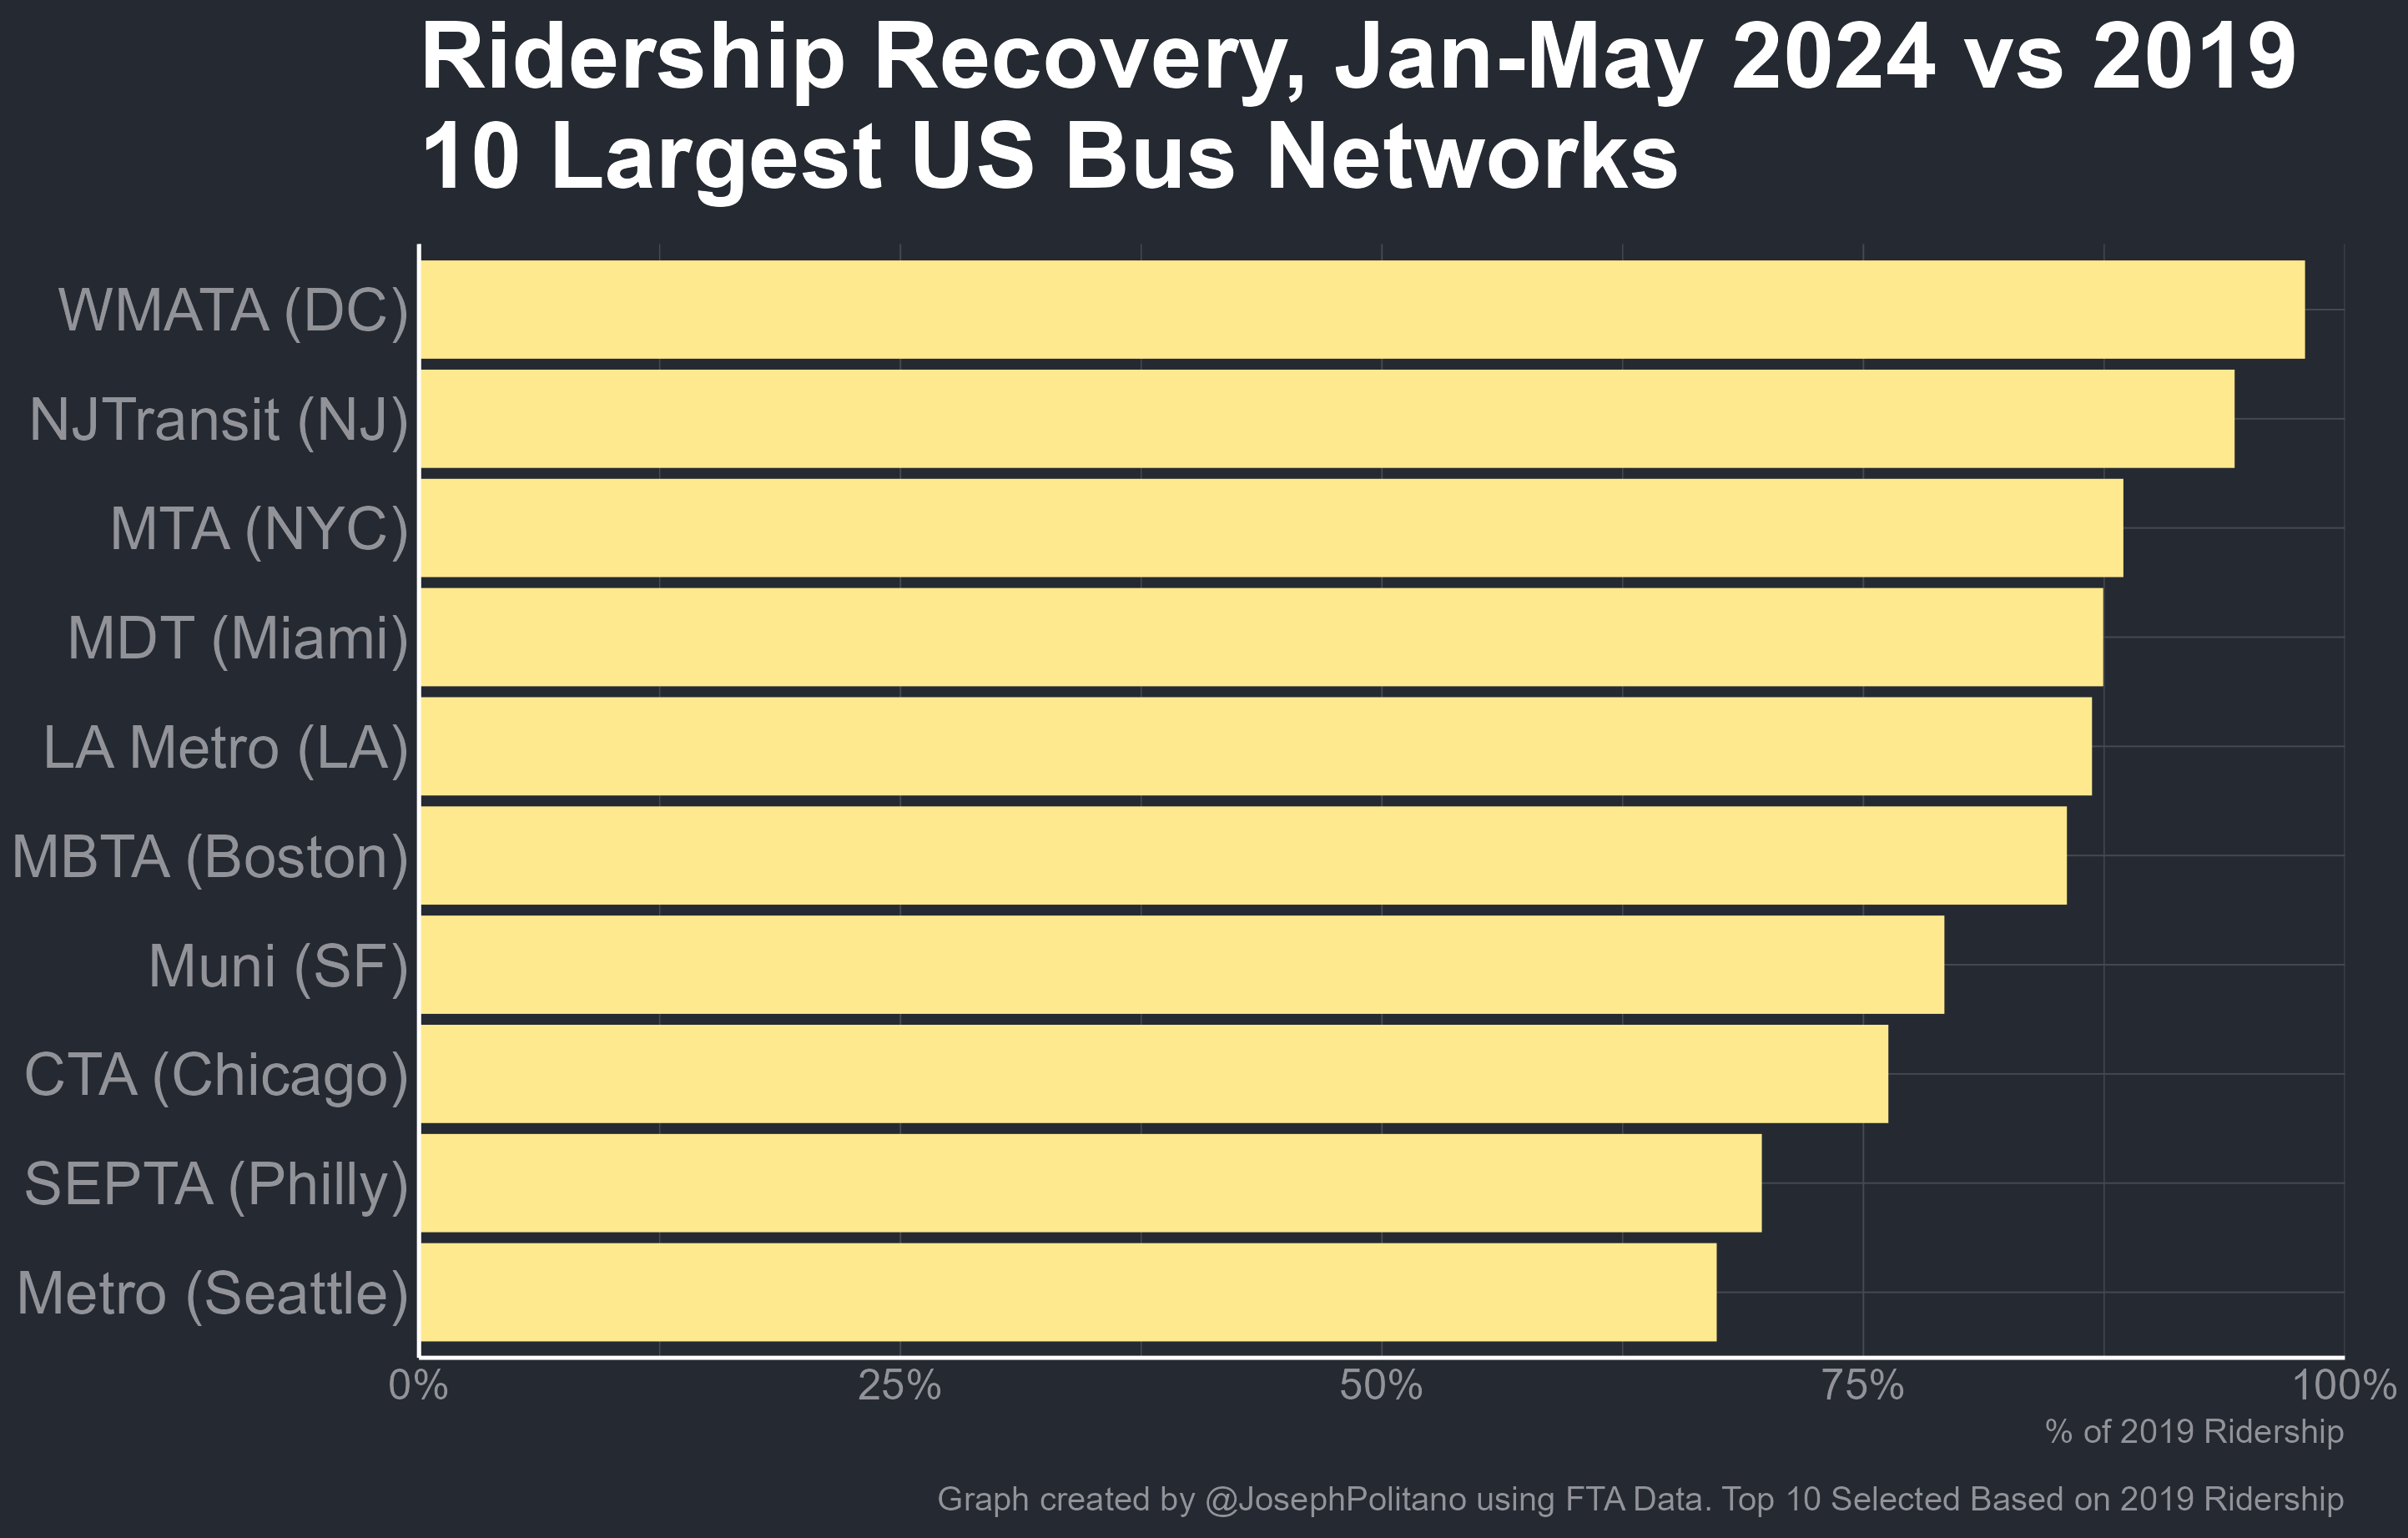 Ridership Recovery, Jan-May 2024 vs 2019
10 Largest US Bus Networks
WMATA (DC)
NJTransit (NJ)
MTA (NYC)
MDT (Miami)
LA Metro (LA)
MBTA (Boston)
Muni (SF)
CTA (Chicago)
SEPTA (Philly)
Metro (Seattle)
0% 25% 50% 75% 100%
% of 2019 Ridership
Graph created by @JosephPolitano using FTA Data. Top 10 Selected Based on 2019 Ridership